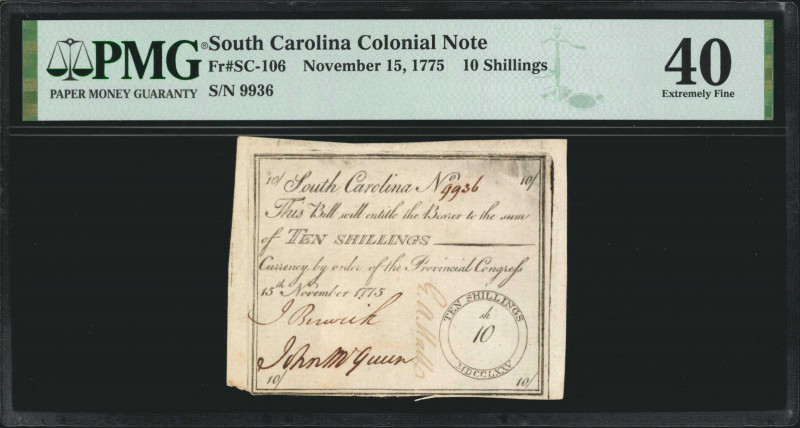 PMG® South Carolina Colonial Note
Fr#SC-106 November 15, 1775 10 Shillings
PAPER MONEY GUARANTY S/N 9936
40
Extremely Fine
10/ South Carolina No 9936 10/
This Bill will entitle the Bearer to the sum
of TEN SHILLINGS
Currency by order of the Provincial Congress
15th November 1775
TEN SHILLINGS
sh
10
MDCCLXXV
J Berwick
John McQueen
10/ 10/